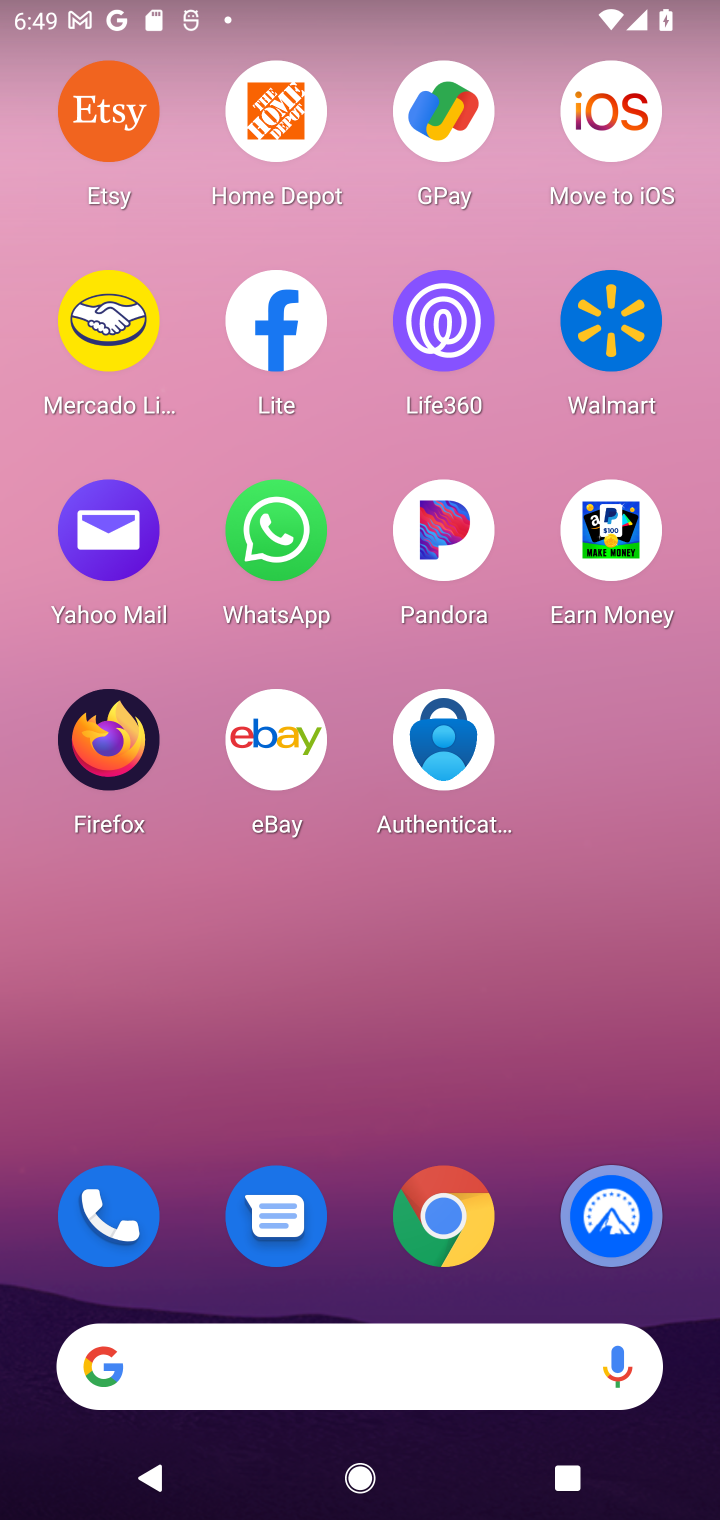 6:49
Etsy
THE HOME DEPOT
iOS
Etsy
Home Depot
GPay
Move to iOS
Mercado Li…
Lite
Life360
Walmart
$100
MAKE MONEY
Yahoo Mail
WhatsApp
Pandora
Earn Money
ebay
Firefox
eBay
Authenticat…